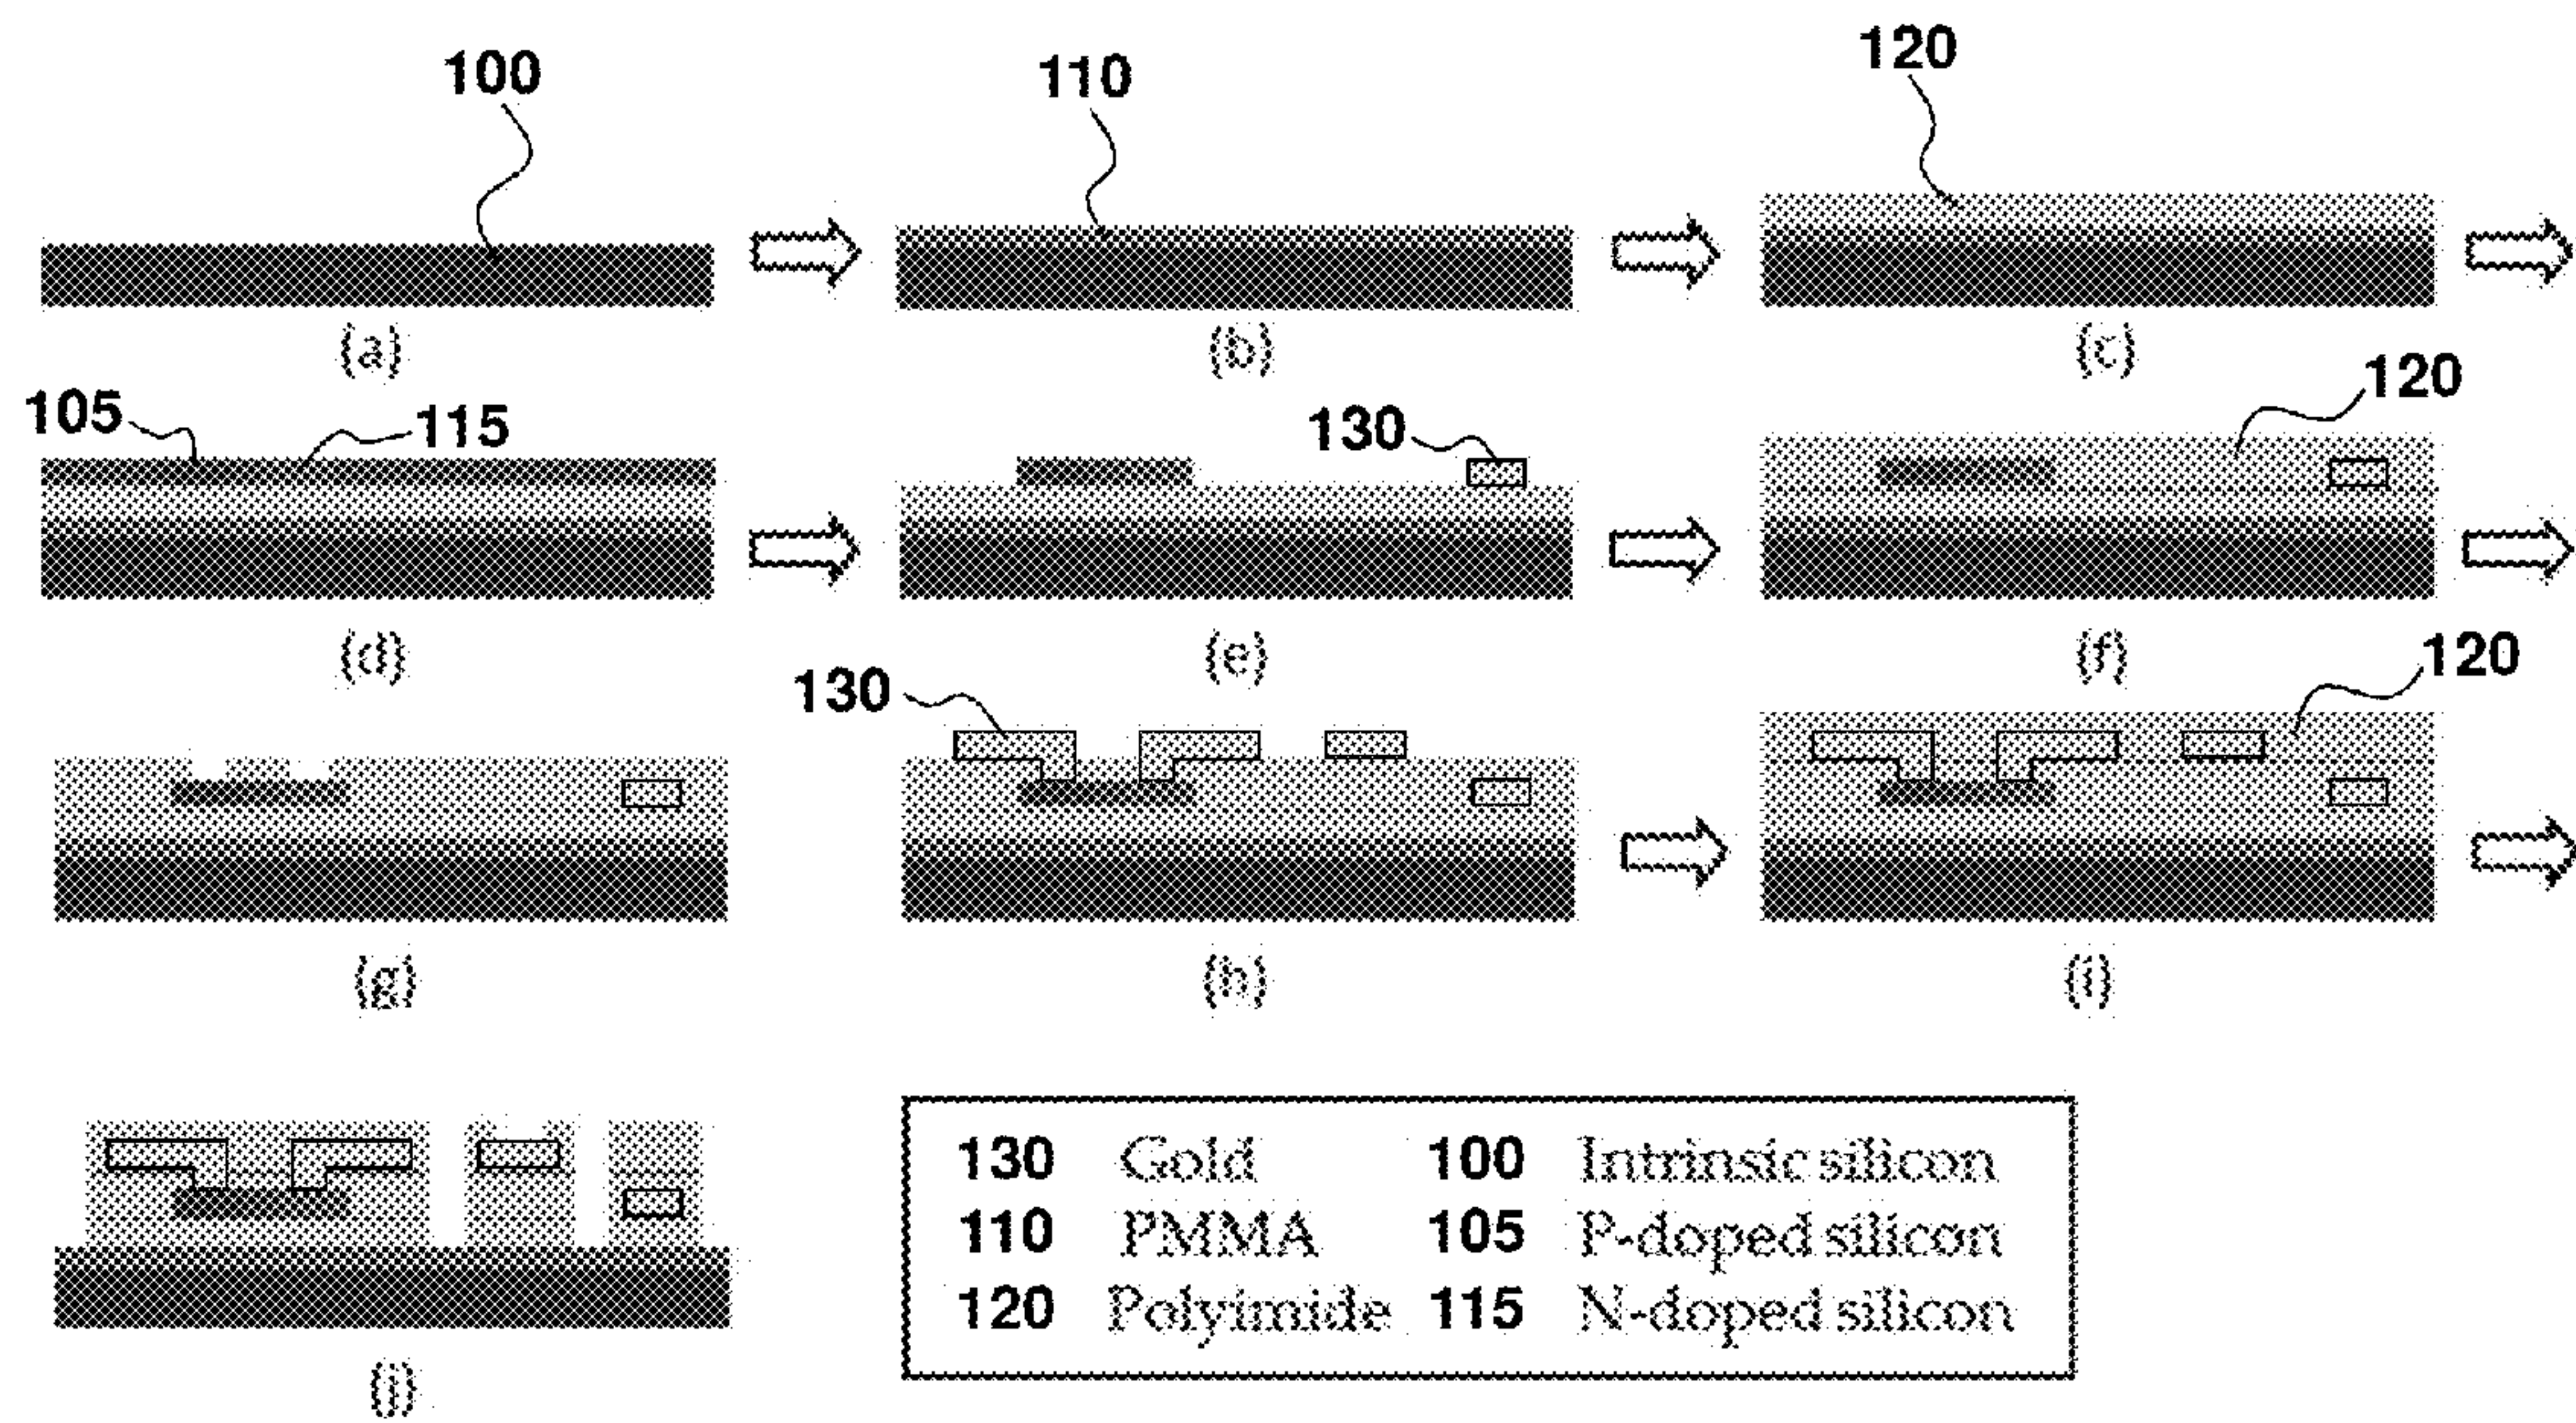 100
110
120
(a)
(b)
(c)
105
115
130
120
(d)
(e)
(f)
130
120
(g)
(h)
(i)
(j)
130 Gold 100 Intrinsic silicon
110 PMMA 105 P-doped silicon
120 Polyimide 115 N-doped silicon